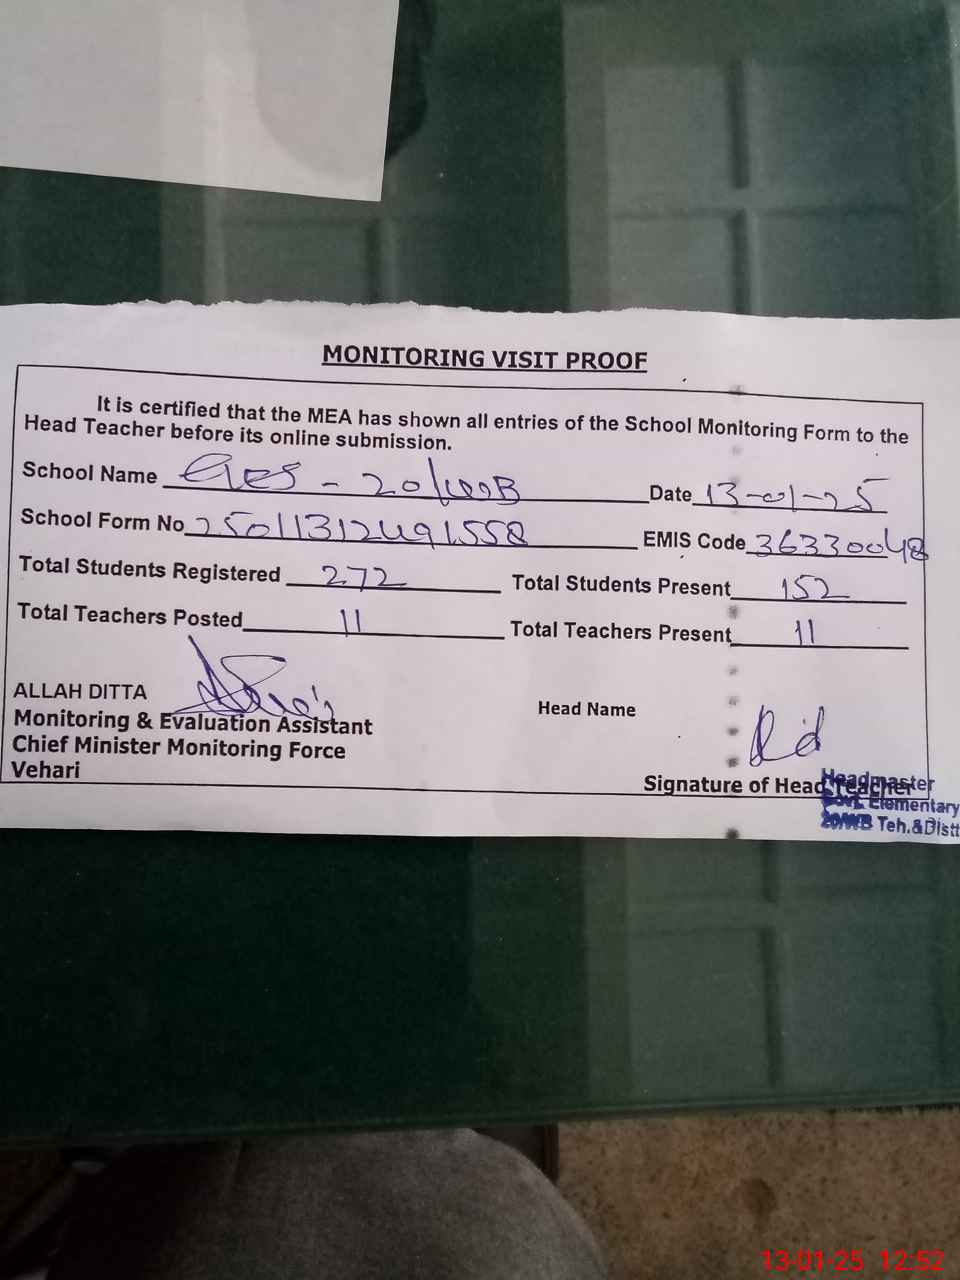 MONITORING VISIT PROOF
It is certified that the MEA has shown all entries of the School Monitoring Form to the
Head Teacher before its online submission.
School Name GES - 20/WB Date 13-01-25
School Form No 25011312491558 EMIS Code 36330048
Total Students Registered 272 Total Students Present 152
Total Teachers Posted 11 Total Teachers Present 11
ALLAH DITTA
Monitoring & Evaluation Assistant
Chief Minister Monitoring Force
Vehari
Head Name
Signature of Head Teacher
Headmaster
Govt. Elementary
20/WB Teh.&Distt
13-01-25 12:52